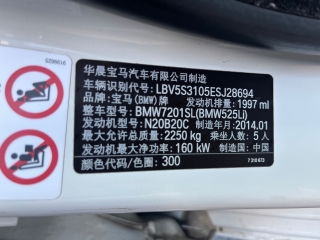 华晨宝马汽车有限公司制造
车辆识别代号: LBV5S3105ESJ28694
品牌:宝马(BMW)牌 发动机排量: 1997 ml
整车型号: BMW7201SL(BMW525Li)
发动机型号: N20B20C 制造年月: 2014.01
最大允许总质量: 2250 kg 乘坐人数: 5 人
发动机最大净功率: 160 kW 制造国: 中国
颜色代码/色图: 300
7 310 673